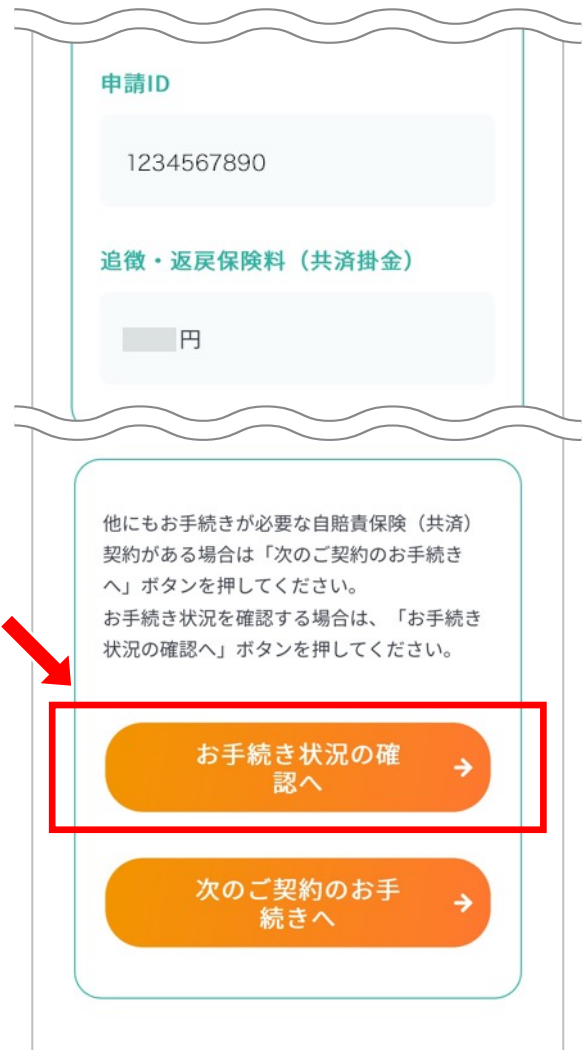 申請ID
1234567890
追徴・返戻保険料（共済掛金）
円
他にもお手続きが必要な自賠責保険（共済）
契約がある場合は「次のご契約のお手続き
へ」ボタンを押してください。
お手続き状況を確認する場合は、「お手続き
状況の確認へ」ボタンを押してください。
お手続き状況の確
認へ
次のご契約のお手
続きへ